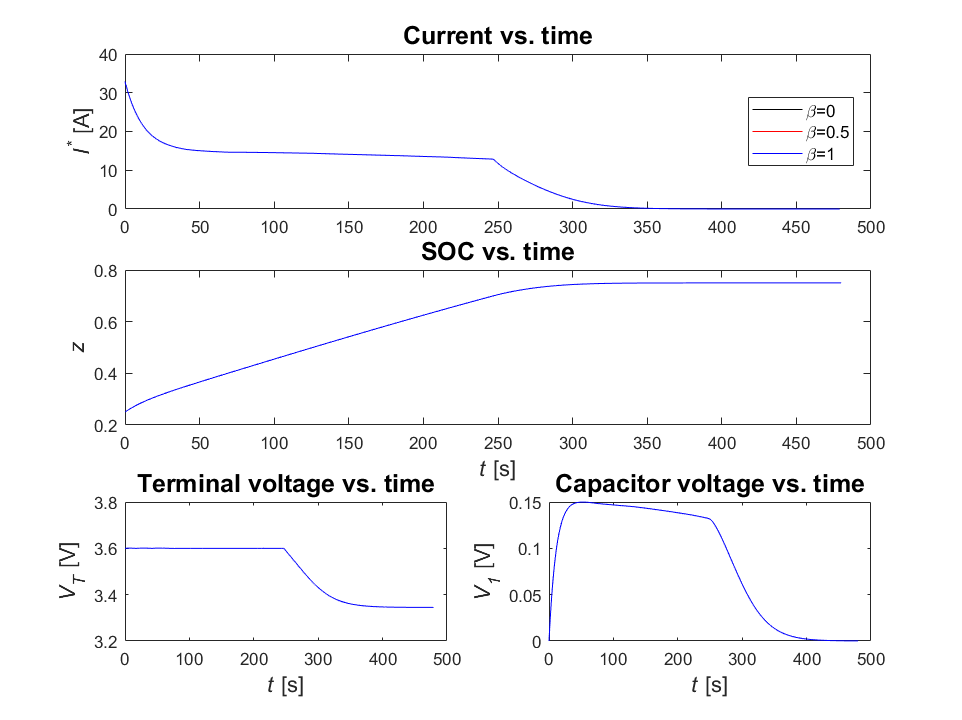 Current vs. time
40
30
20
10
0
I* [A]
β=0
β=0.5
β=1
0 50 100 150 200 250 300 350 400 450 500
SOC vs. time
0.8
0.6
0.4
0.2
z
0 50 100 150 200 250 300 350 400 450 500
t [s]
Terminal voltage vs. time
3.8
3.6
3.4
3.2
V_T [V]
0 100 200 300 400 500
t [s]
Capacitor voltage vs. time
0.15
0.1
0.05
0
V_1 [V]
0 100 200 300 400 500
t [s]